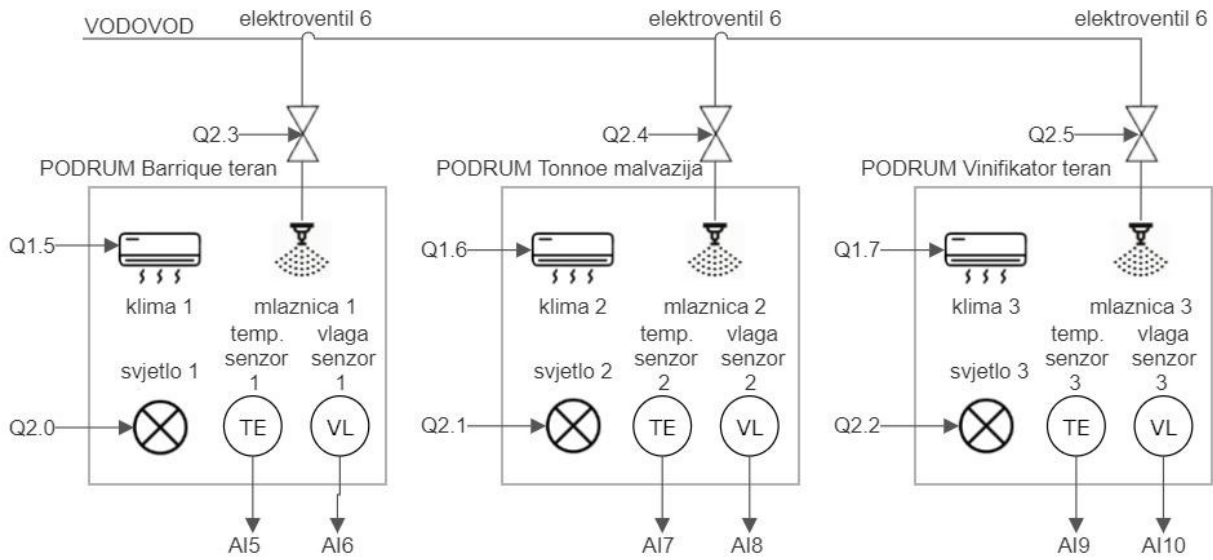 VODOVOD
elektroventil 6
elektroventil 6
elektroventil 6
Q2.3
Q2.4
Q2.5
PODRUM Barrique teran
PODRUM Tonnoe malvazija
PODRUM Vinifikator teran
Q1.5
klima 1
mlaznica 1
temp.
senzor
1
vlaga
senzor
1
svjetlo 1
Q2.0
TE
VL
AI5
AI6
Q1.6
klima 2
mlaznica 2
temp.
senzor
2
vlaga
senzor
2
svjetlo 2
Q2.1
TE
VL
AI7
AI8
Q1.7
klima 3
mlaznica 3
temp.
senzor
3
vlaga
senzor
3
svjetlo 3
Q2.2
TE
VL
AI9
AI10